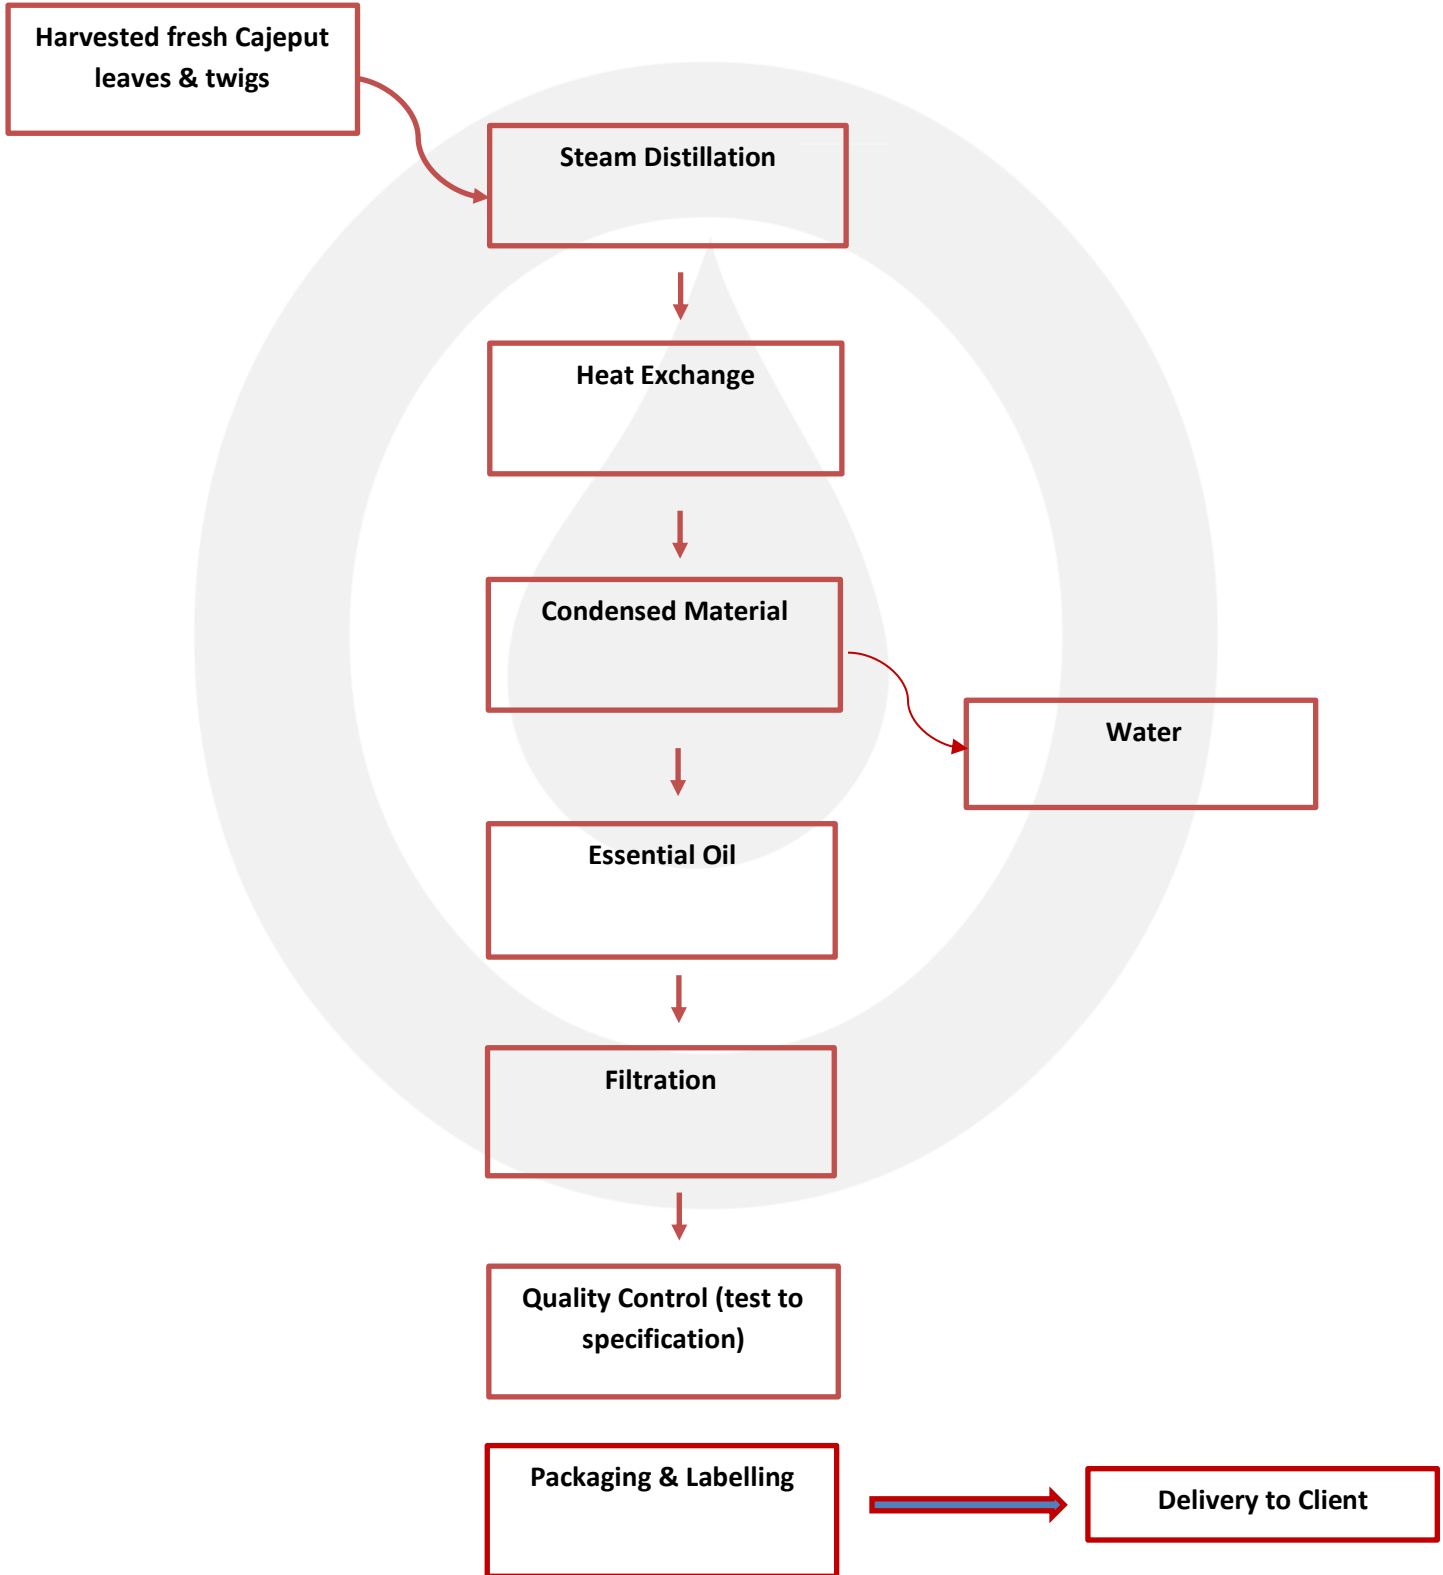 Harvested fresh Cajeput
leaves & twigs
Steam Distillation
Heat Exchange
Condensed Material
Water
Essential Oil
Filtration
Quality Control (test to
specification)
Packaging & Labelling
Delivery to Client